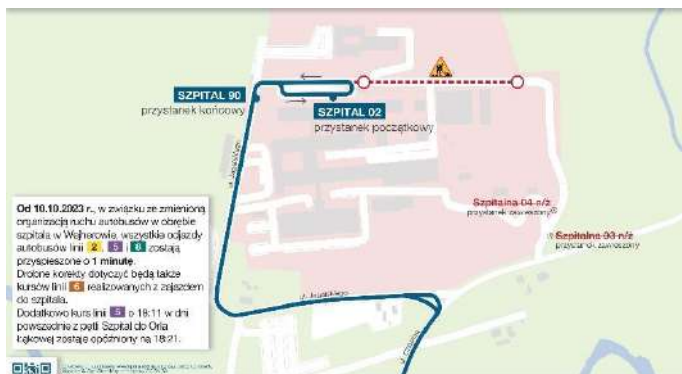 SZPITAL 90
przystanek końcowy
SZPITAL 02
przystanek początkowy
Szpitalna 04 n/ż
przystanek zawieszony
Szpitalna 03 n/ż
przystanek zawieszony
Od 10.10.2023 r., w związku ze zmienioną
organizacją ruchu autobusów w obrębie
szpitala w Wejherowie, wszystkie odjazdy
autobusów linii 2, 5 i 8 zostają
przyspieszone o 1 minutę.
Drobne korekty dotyczyć będą także
kursów linii 6 realizowanych z zajazdem
do szpitala.
Dodatkowo kurs linii 5 o 18:11 w dni
powszednie z pętli Szpital do Orla
Łąkowej zostaje opóźniony na 18:21.